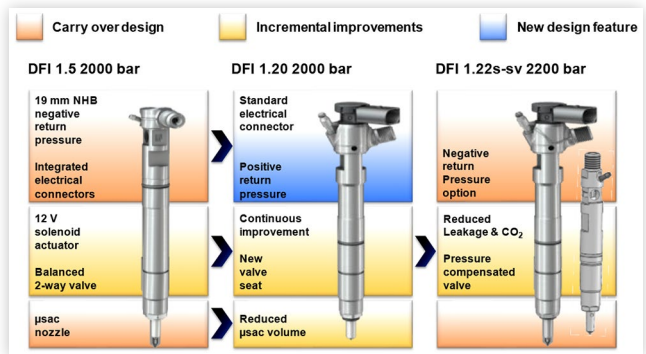 Carry over design
Incremental improvements
New design feature
DFI 1.5 2000 bar
DFI 1.20 2000 bar
DFI 1.22s-sv 2200 bar
19 mm NHB
negative
return
pressure
Integrated
electrical
connectors
Standard
electrical
connector
Positive
return
pressure
Negative
return
Pressure
option
12 V
solenoid
actuator
Balanced
2-way valve
Continuous
improvement
New
valve
seat
Reduced
Leakage & CO₂
Pressure
compensated
valve
µsac
nozzle
Reduced
µsac volume